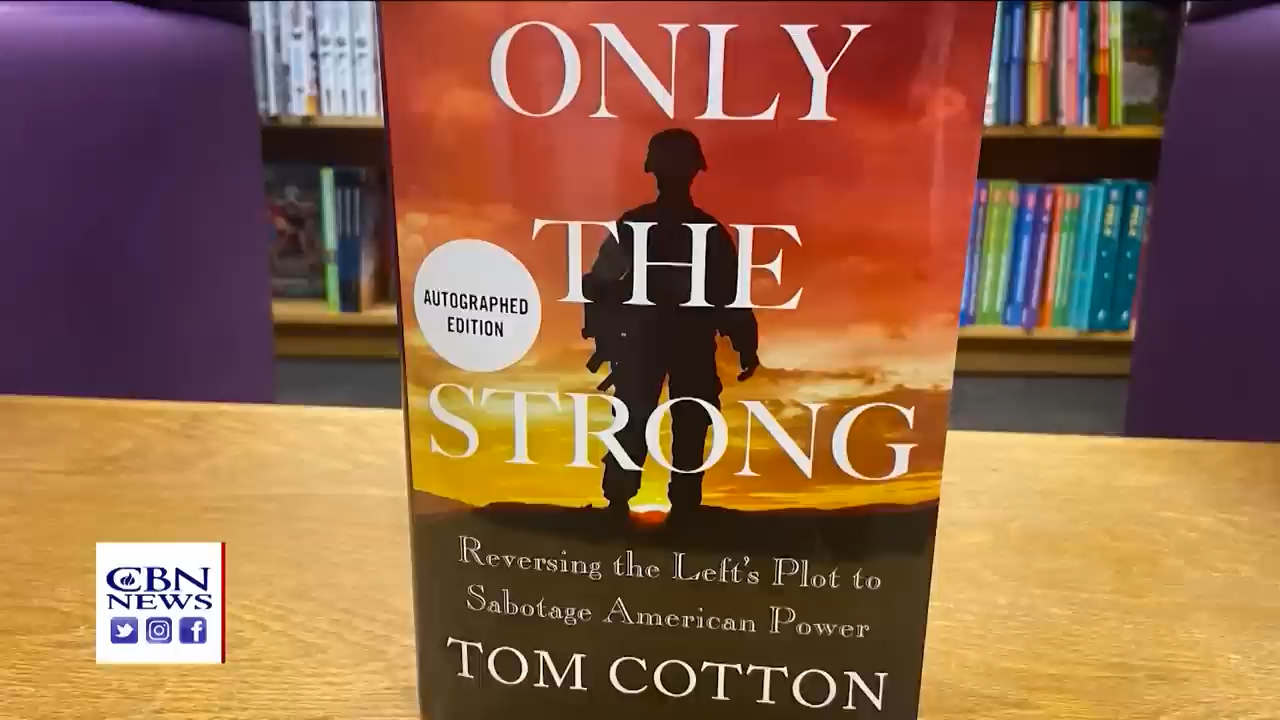 ONLY
THE
AUTOGRAPHED
EDITION
STRONG
Reversing the Left's Plot to
Sabotage American Power
TOM COTTON
CBN
NEWS